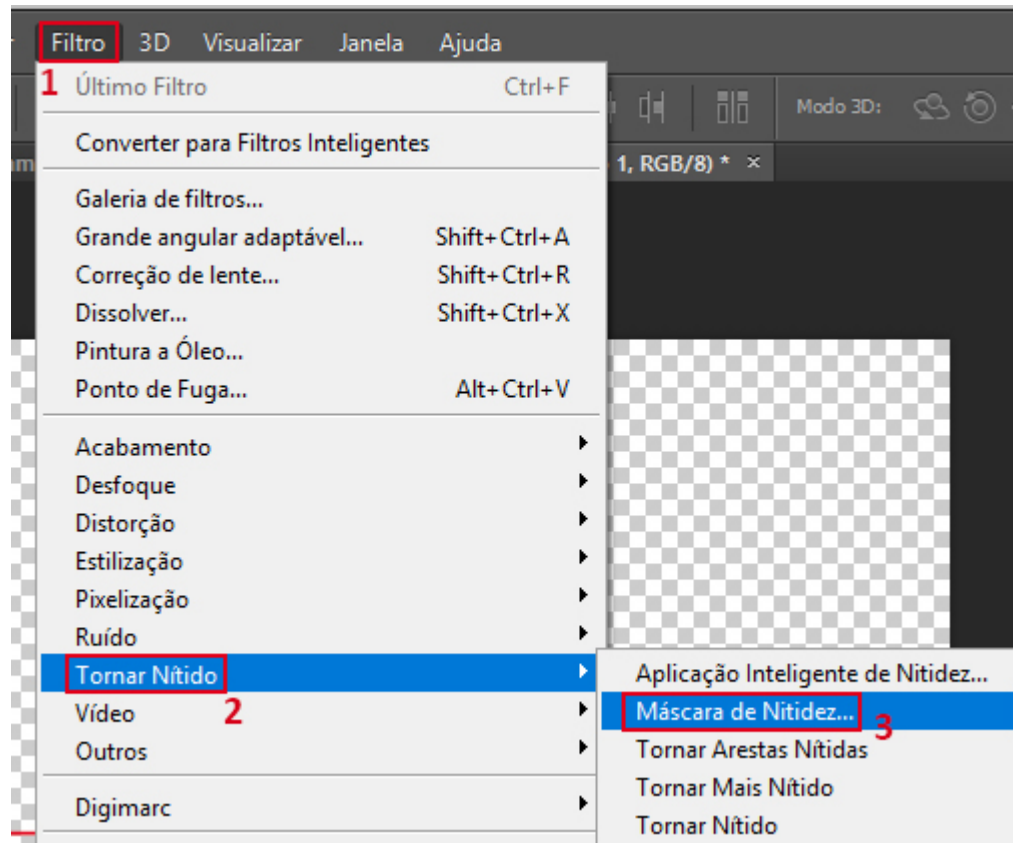 Filtro 3D Visualizar Janela Ajuda
1
Último Filtro Ctrl+F
Modo 3D:
Converter para Filtros Inteligentes
1, RGB/8) * ×
Galeria de filtros...
Grande angular adaptável... Shift+Ctrl+A
Correção de lente... Shift+Ctrl+R
Dissolver... Shift+Ctrl+X
Pintura a Óleo...
Ponto de Fuga... Alt+Ctrl+V
Acabamento
Desfoque
Distorção
Estilização
Pixelização
Ruído
Tornar Nítido
Aplicação Inteligente de Nitidez...
Vídeo 2
Máscara de Nitidez... 3
Outros
Tornar Arestas Nítidas
Tornar Mais Nítido
Digimarc
Tornar Nítido